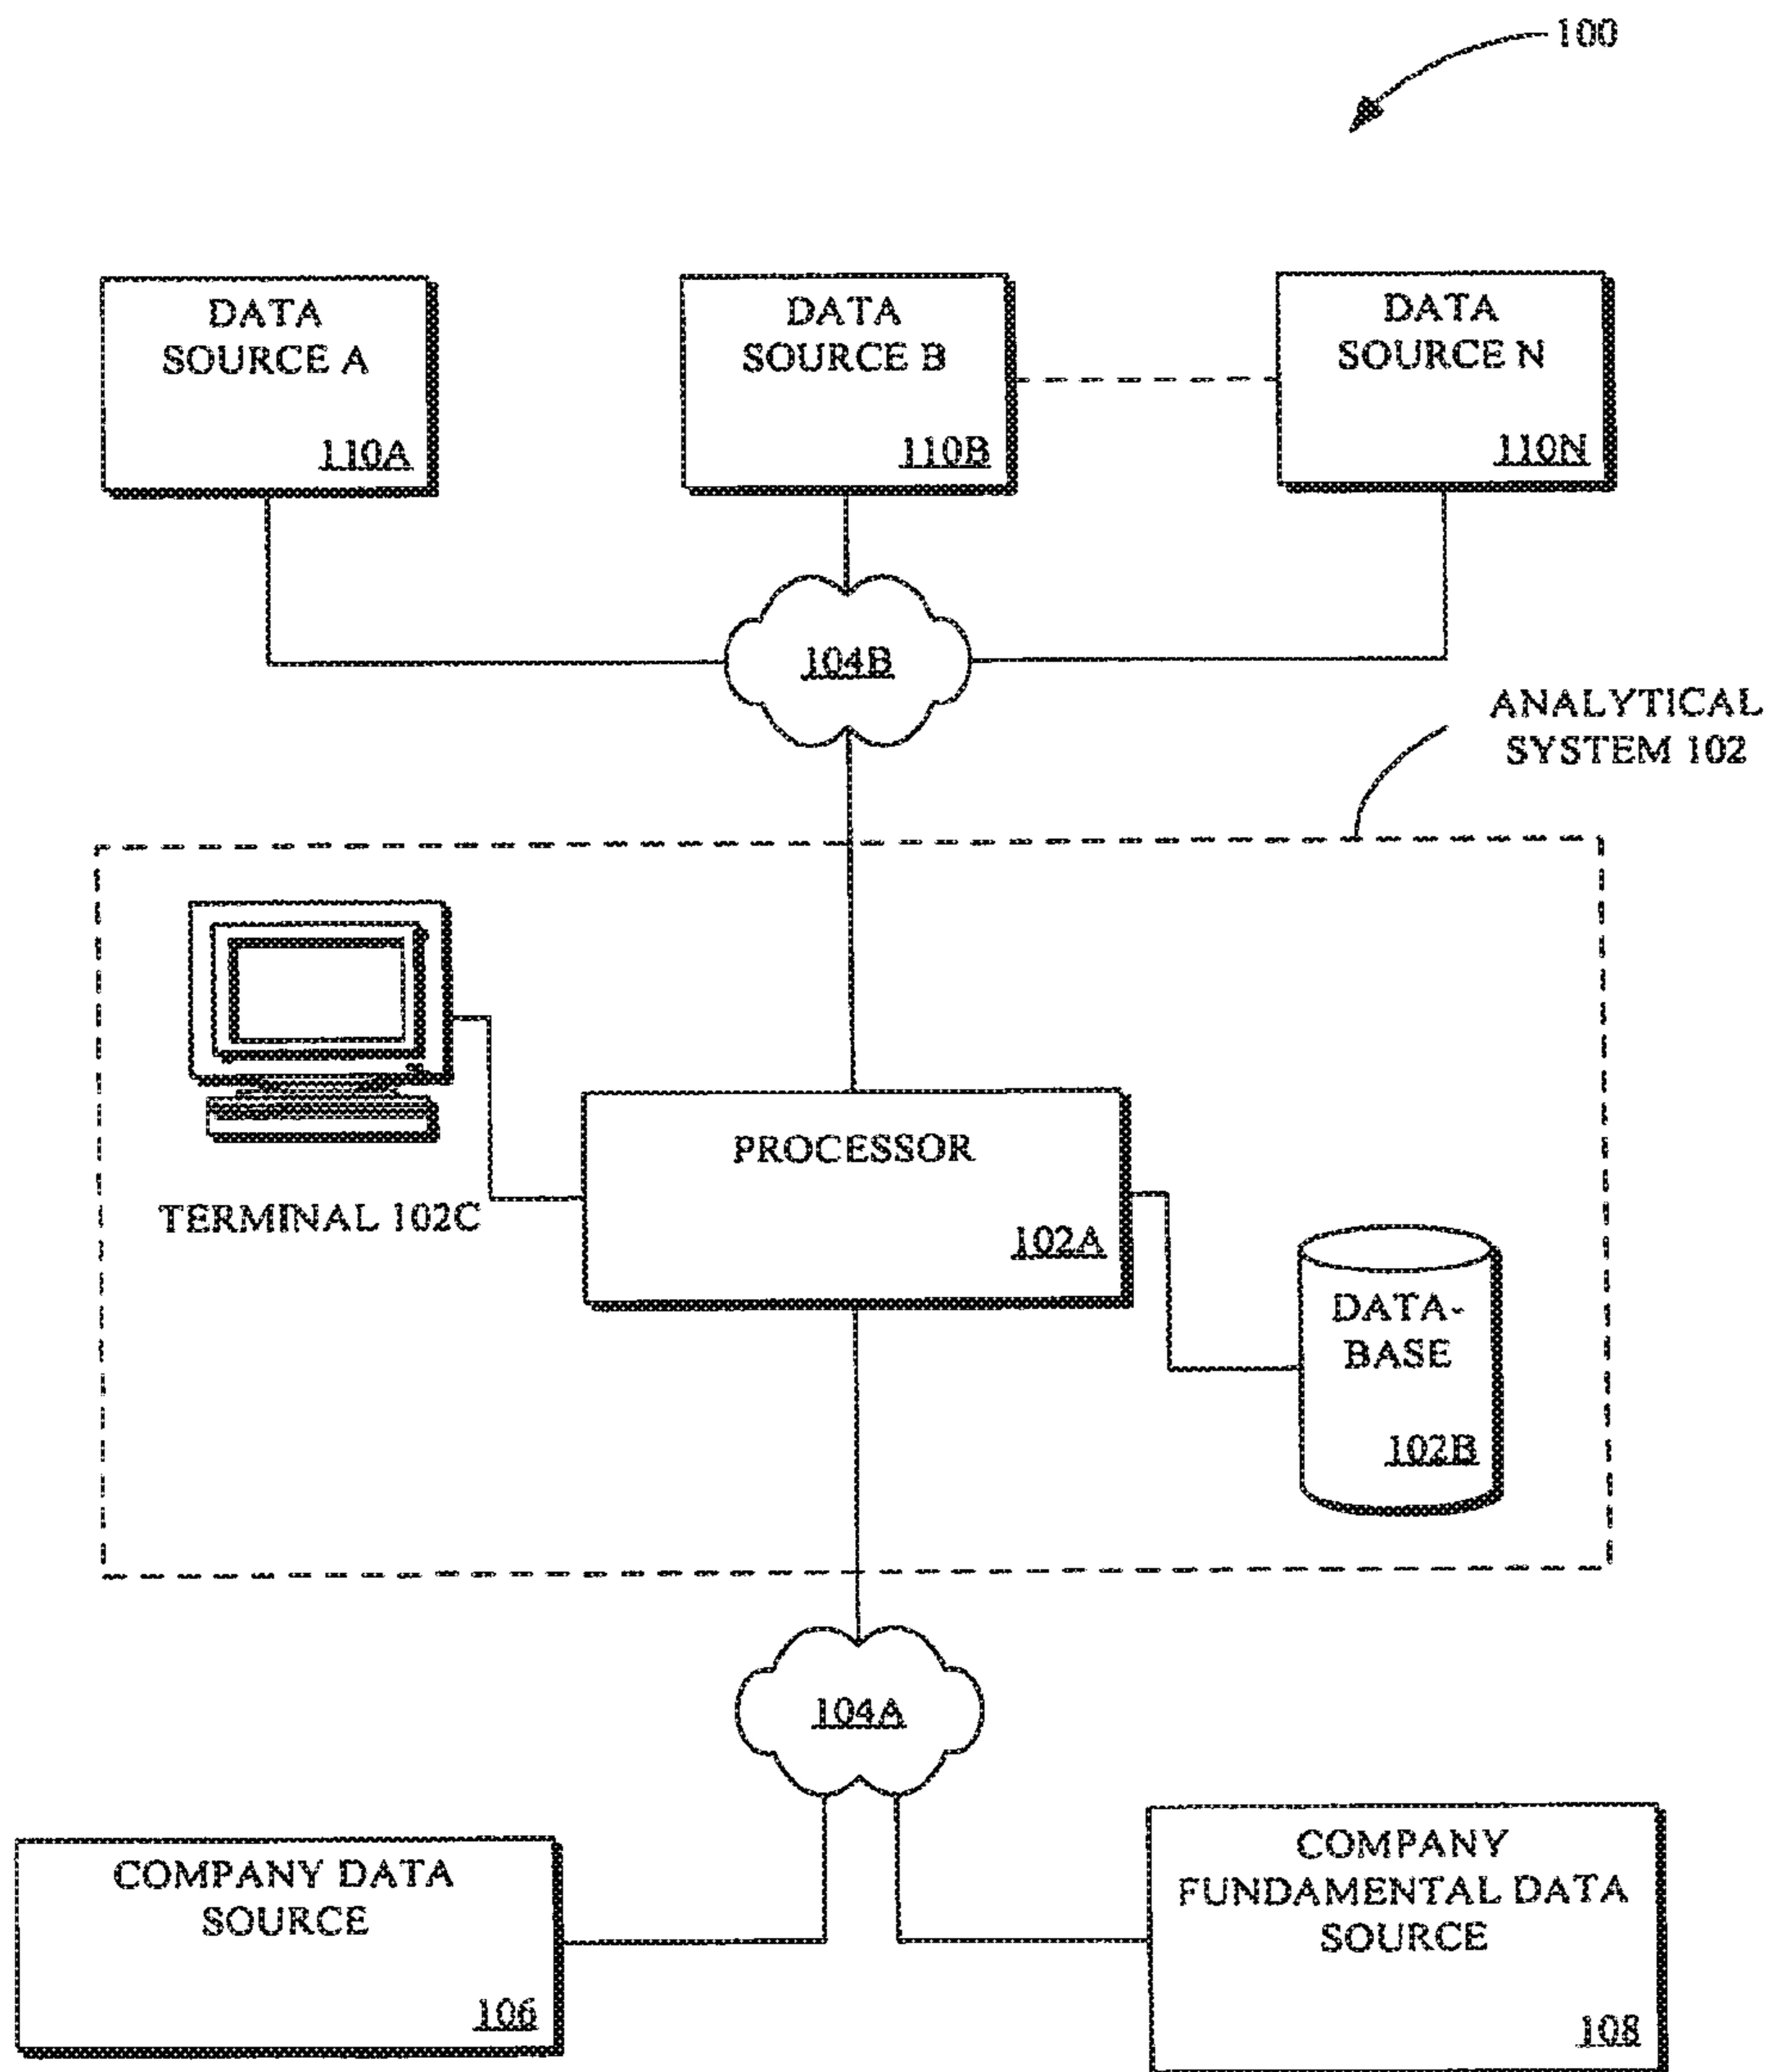 100
DATA
SOURCE A
110A
DATA
SOURCE B
110B
DATA
SOURCE N
110N
104B
ANALYTICAL
SYSTEM 102
TERMINAL 102C
PROCESSOR
102A
DATA-
BASE
102B
104A
COMPANY DATA
SOURCE
106
COMPANY
FUNDAMENTAL DATA
SOURCE
108